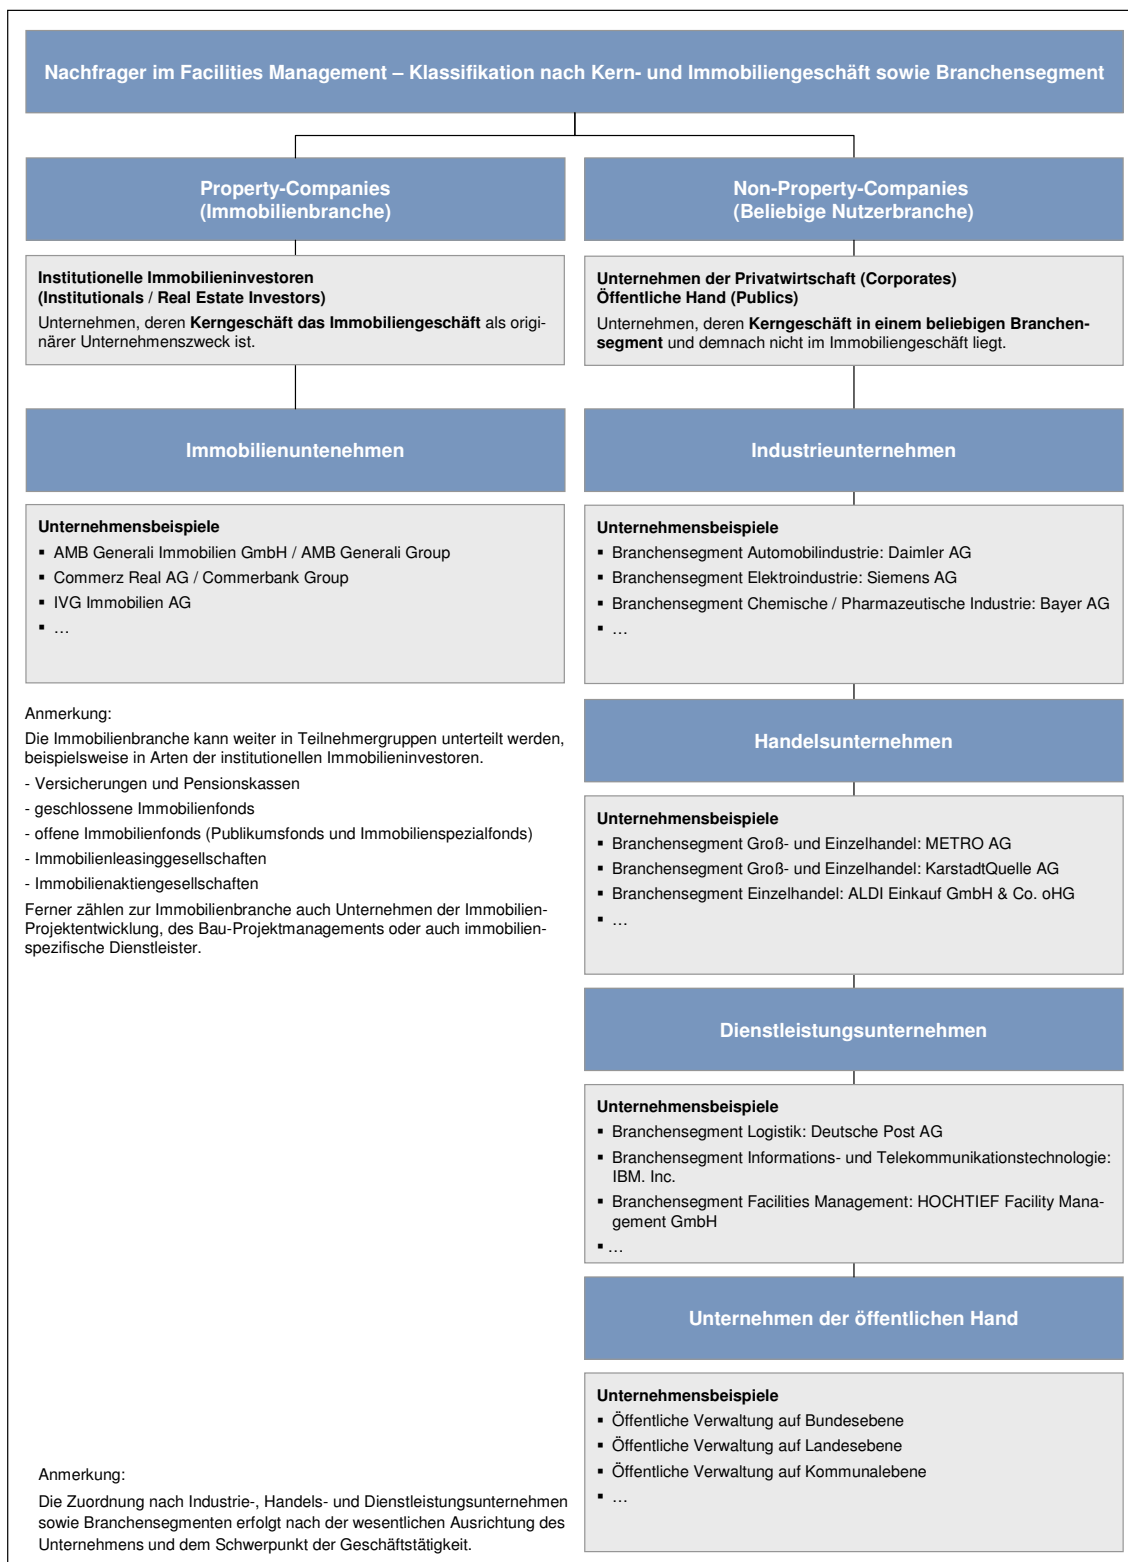 Nachfrager im Facilities Management – Klassifikation nach Kern- und Immobiliengeschäft sowie Branchensegment
Property-Companies
(Immobilienbranche)
Institutionelle Immobilieninvestoren
(Institutionals / Real Estate Investors)
Unternehmen, deren Kerngeschäft das Immobiliengeschäft als origi-
närer Unternehmenszweck ist.
Immobilienuntenehmen
Unternehmensbeispiele
▪ AMB Generali Immobilien GmbH / AMB Generali Group
▪ Commerz Real AG / Commerbank Group
▪ IVG Immobilien AG
▪ …
Anmerkung:
Die Immobilienbranche kann weiter in Teilnehmergruppen unterteilt werden,
beispielsweise in Arten der institutionellen Immobilieninvestoren.
- Versicherungen und Pensionskassen
- geschlossene Immobilienfonds
- offene Immobilienfonds (Publikumsfonds und Immobilienspezialfonds)
- Immobilienleasinggesellschaften
- Immobilienaktiengesellschaften
Ferner zählen zur Immobilienbranche auch Unternehmen der Immobilien-
Projektentwicklung, des Bau-Projektmanagements oder auch immobilien-
spezifische Dienstleister.
Non-Property-Companies
(Beliebige Nutzerbranche)
Unternehmen der Privatwirtschaft (Corporates)
Öffentliche Hand (Publics)
Unternehmen, deren Kerngeschäft in einem beliebigen Branchen-
segment und demnach nicht im Immobiliengeschäft liegt.
Industrieunternehmen
Unternehmensbeispiele
▪ Branchensegment Automobilindustrie: Daimler AG
▪ Branchensegment Elektroindustrie: Siemens AG
▪ Branchensegment Chemische / Pharmazeutische Industrie: Bayer AG
▪ …
Handelsunternehmen
Unternehmensbeispiele
▪ Branchensegment Groß- und Einzelhandel: METRO AG
▪ Branchensegment Groß- und Einzelhandel: KarstadtQuelle AG
▪ Branchensegment Einzelhandel: ALDI Einkauf GmbH & Co. oHG
▪ …
Dienstleistungsunternehmen
Unternehmensbeispiele
▪ Branchensegment Logistik: Deutsche Post AG
▪ Branchensegment Informations- und Telekommunikationstechnologie:
IBM. Inc.
▪ Branchensegment Facilities Management: HOCHTIEF Facility Mana-
gement GmbH
▪ …
Unternehmen der öffentlichen Hand
Unternehmensbeispiele
▪ Öffentliche Verwaltung auf Bundesebene
▪ Öffentliche Verwaltung auf Landesebene
▪ Öffentliche Verwaltung auf Kommunalebene
▪ …
Anmerkung:
Die Zuordnung nach Industrie-, Handels- und Dienstleistungsunternehmen
sowie Branchensegmenten erfolgt nach der wesentlichen Ausrichtung des
Unternehmens und dem Schwerpunkt der Geschäftstätigkeit.